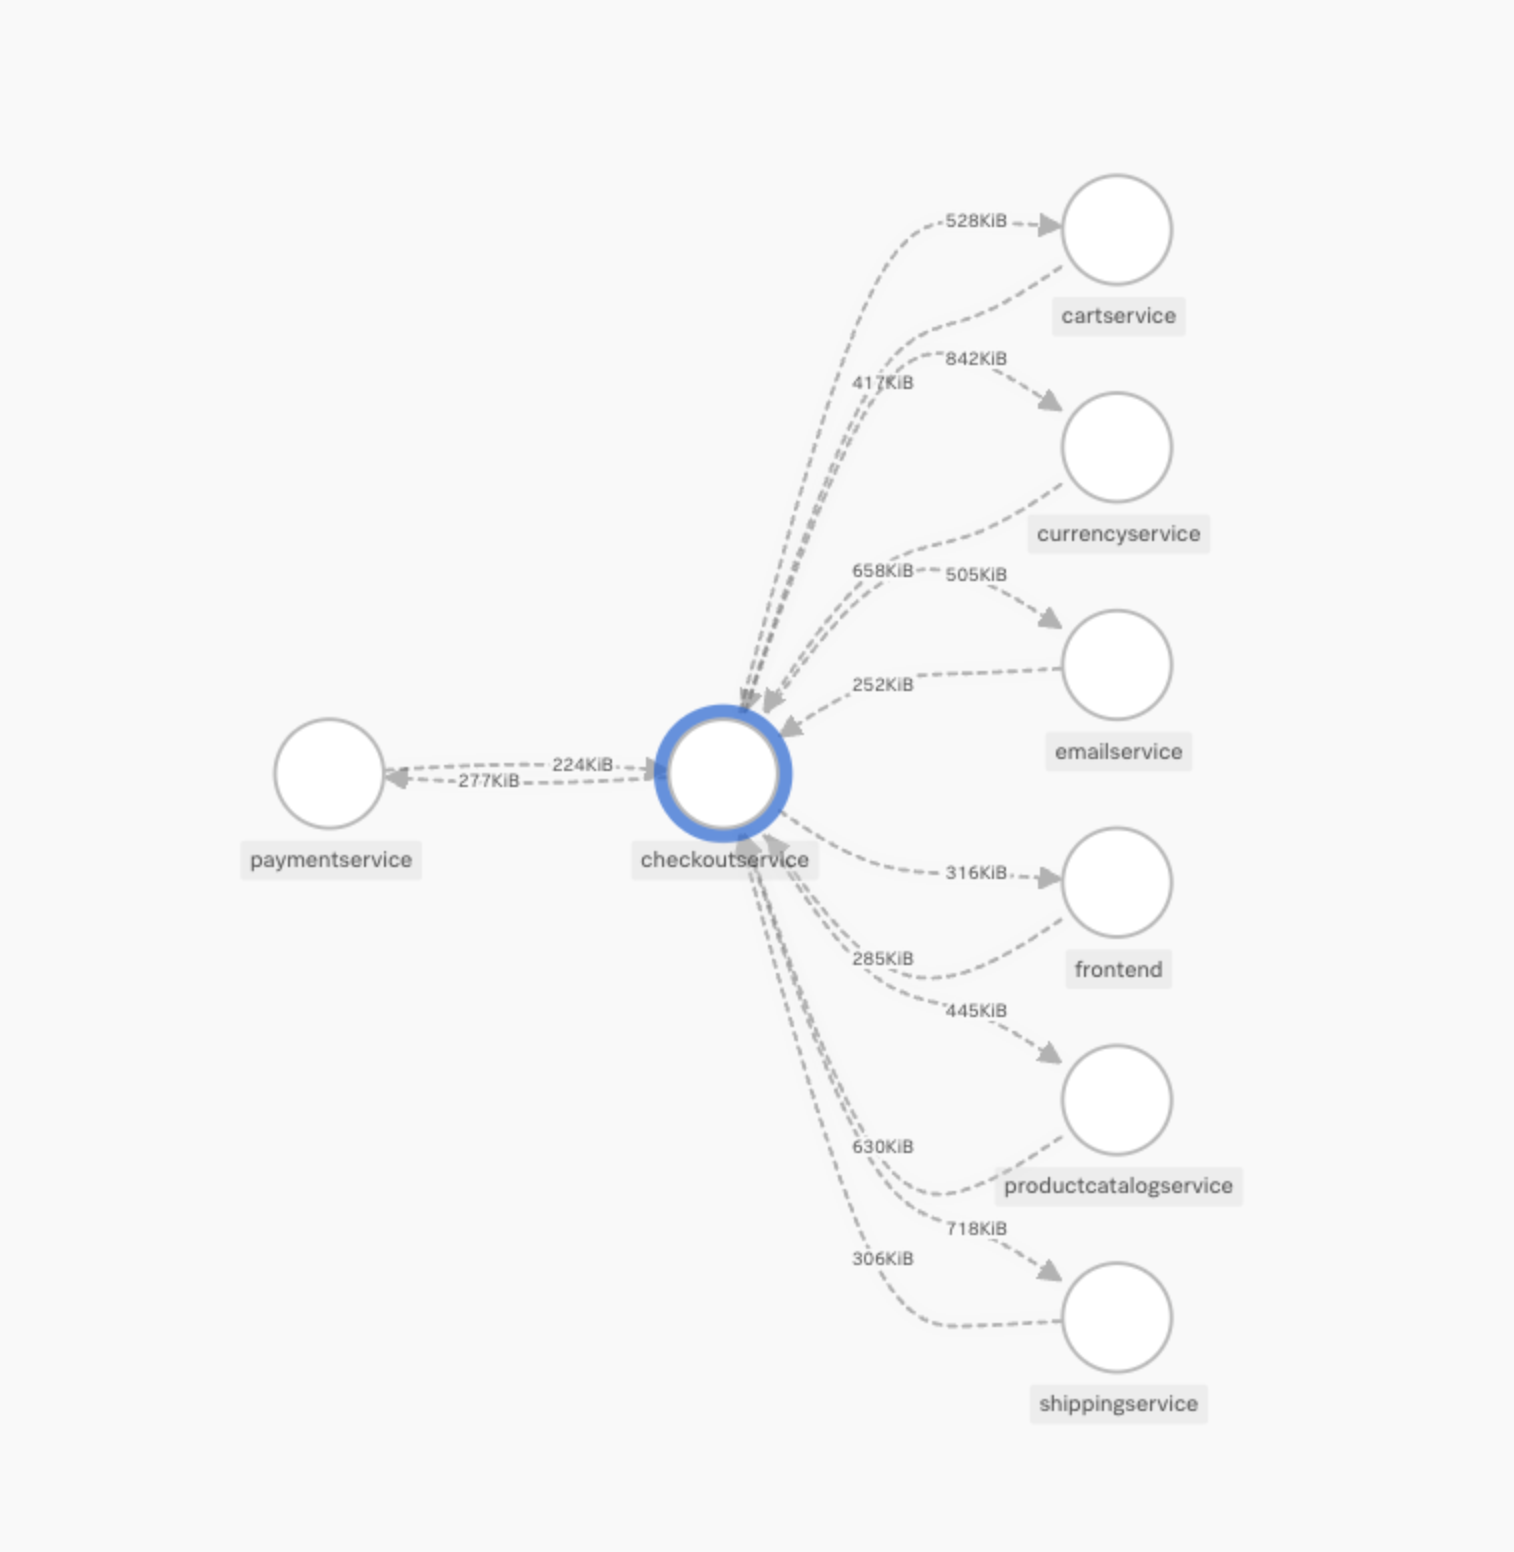 528KiB
cartservice
842KiB
417KiB
currencyservice
658KiB
505KiB
252KiB
emailservice
224KiB
277KiB
paymentservice
checkoutservice
316KiB
285KiB
frontend
445KiB
630KiB
productcatalogservice
718KiB
306KiB
shippingservice